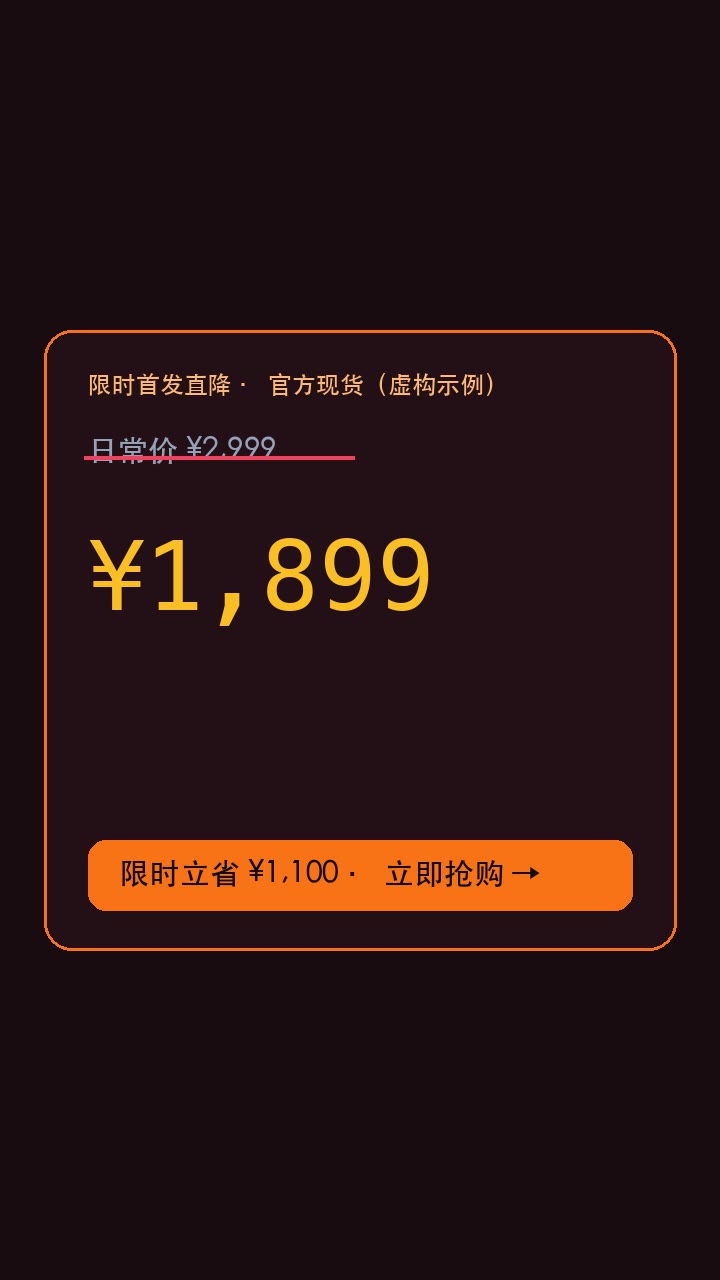 限时首发直降 · 官方现货（虚构示例）
日常价 ¥2,999
¥1,899
限时立省 ¥1,100 · 立即抢购 →